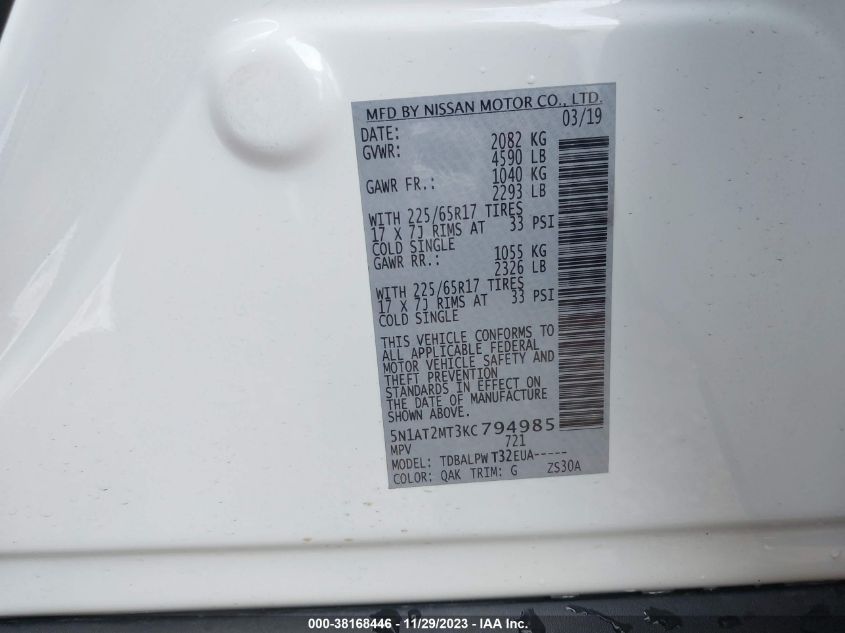 MFD BY NISSAN MOTOR CO., LTD.
DATE: 03/19
GVWR: 2082 KG
4590 LB
GAWR FR.: 1040 KG
2293 LB
WITH 225/65R17 TIRES
17 X 7J RIMS AT 33 PSI
COLD SINGLE
GAWR RR.: 1055 KG
2326 LB
WITH 225/65R17 TIRES
17 X 7J RIMS AT 33 PSI
COLD SINGLE
THIS VEHICLE CONFORMS TO
ALL APPLICABLE FEDERAL
MOTOR VEHICLE SAFETY AND
THEFT PREVENTION
STANDARDS IN EFFECT ON
THE DATE OF MANUFACTURE
SHOWN ABOVE.
5N1AT2MT3KC794985
MPV 721
MODEL: TDBALPW T32EUA-----
COLOR: QAK TRIM: G ZS30A
000-38168446 - 11/29/2023 - IAA Inc.